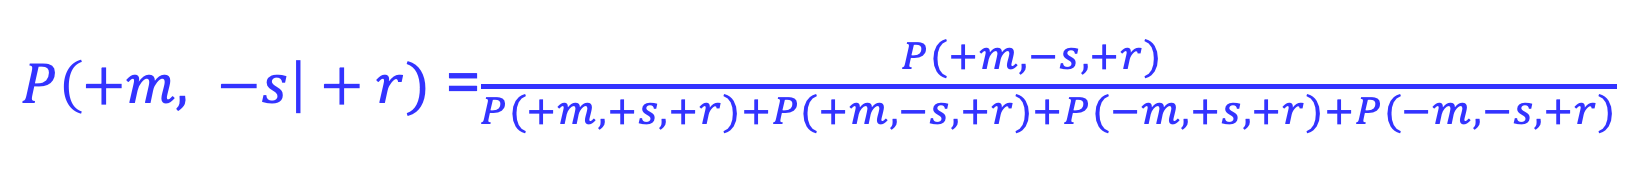 P(+m, −s| + r) = P(+m,−s,+r) / P(+m,+s,+r)+P(+m,−s,+r)+P(−m,+s,+r)+P(−m,−s,+r)